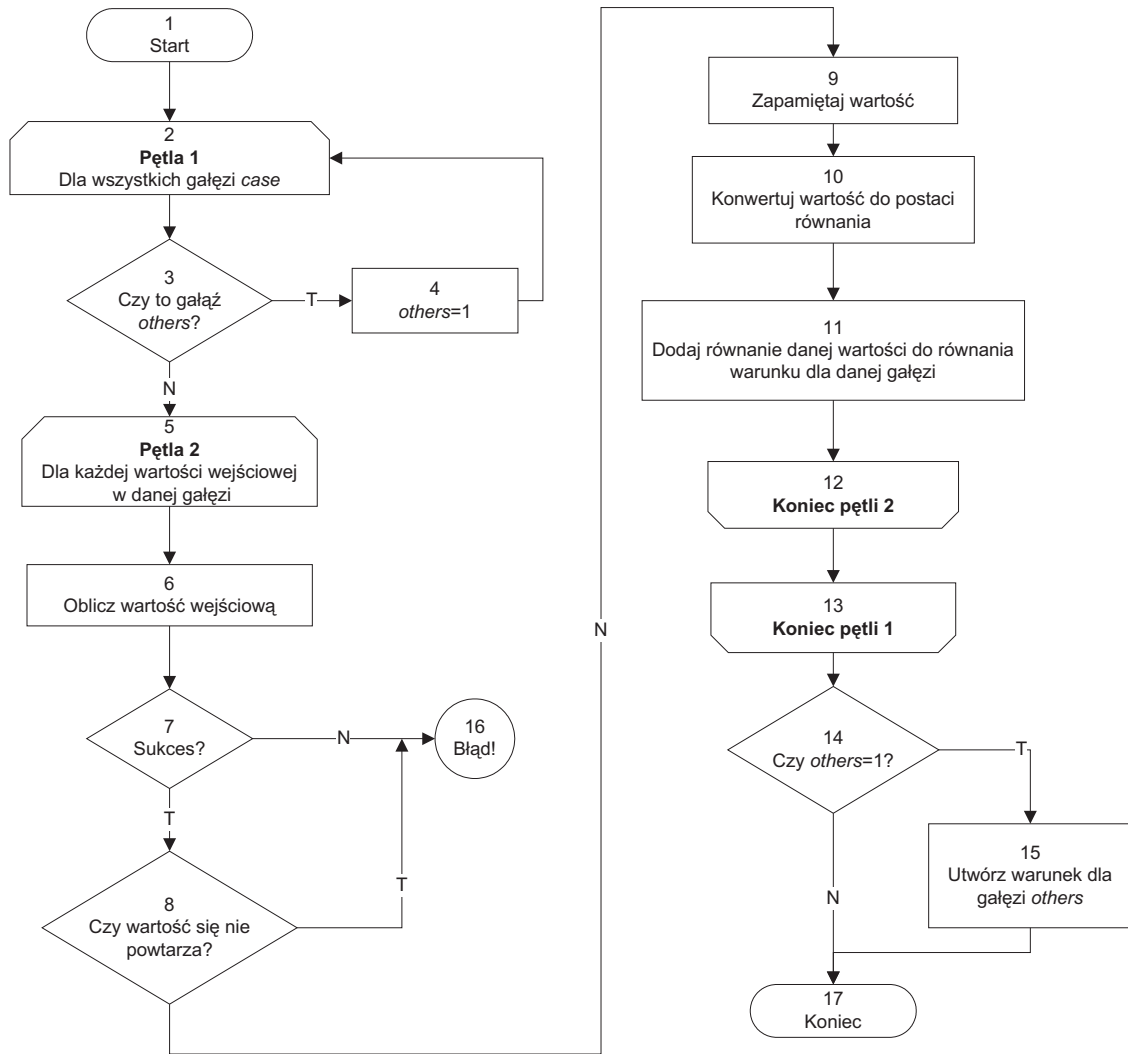 1
Start
2
Pętla 1
Dla wszystkich gałęzi case
3
Czy to gałąź
others?
T
4
others=1
N
5
Pętla 2
Dla każdej wartości wejściowej
w danej gałęzi
6
Oblicz wartość wejściową
7
Sukces?
N
16
Błąd!
T
8
Czy wartość się nie
powtarza?
T
N
9
Zapamiętaj wartość
10
Konwertuj wartość do postaci
równania
11
Dodaj równanie danej wartości do równania
warunku dla danej gałęzi
12
Koniec pętli 2
13
Koniec pętli 1
14
Czy others=1?
T
15
Utwórz warunek dla
gałęzi others
N
17
Koniec